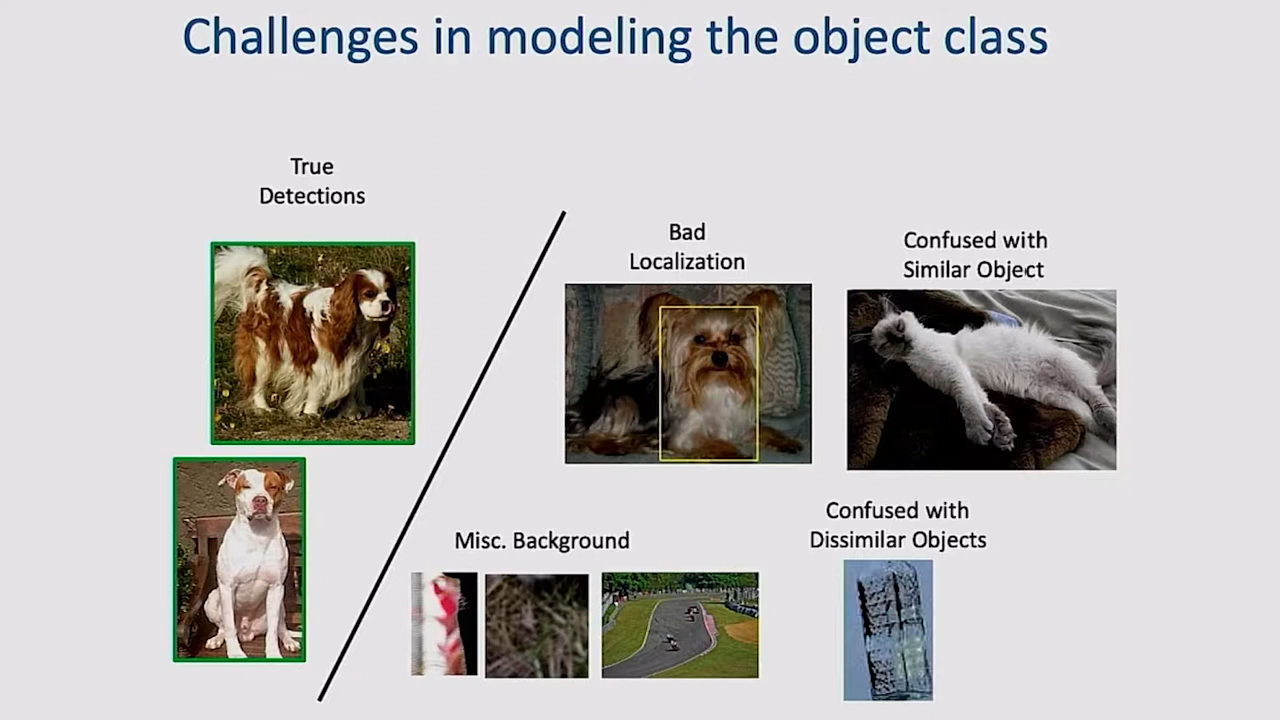 Challenges in modeling the object class
True
Detections
Bad
Localization
Confused with
Similar Object
Misc. Background
Confused with
Dissimilar Objects